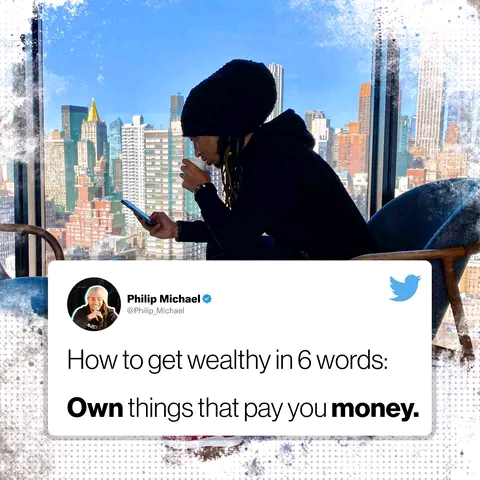 Philip Michael
@Philip_Michael
How to get wealthy in 6 words:
Own things that pay you money.